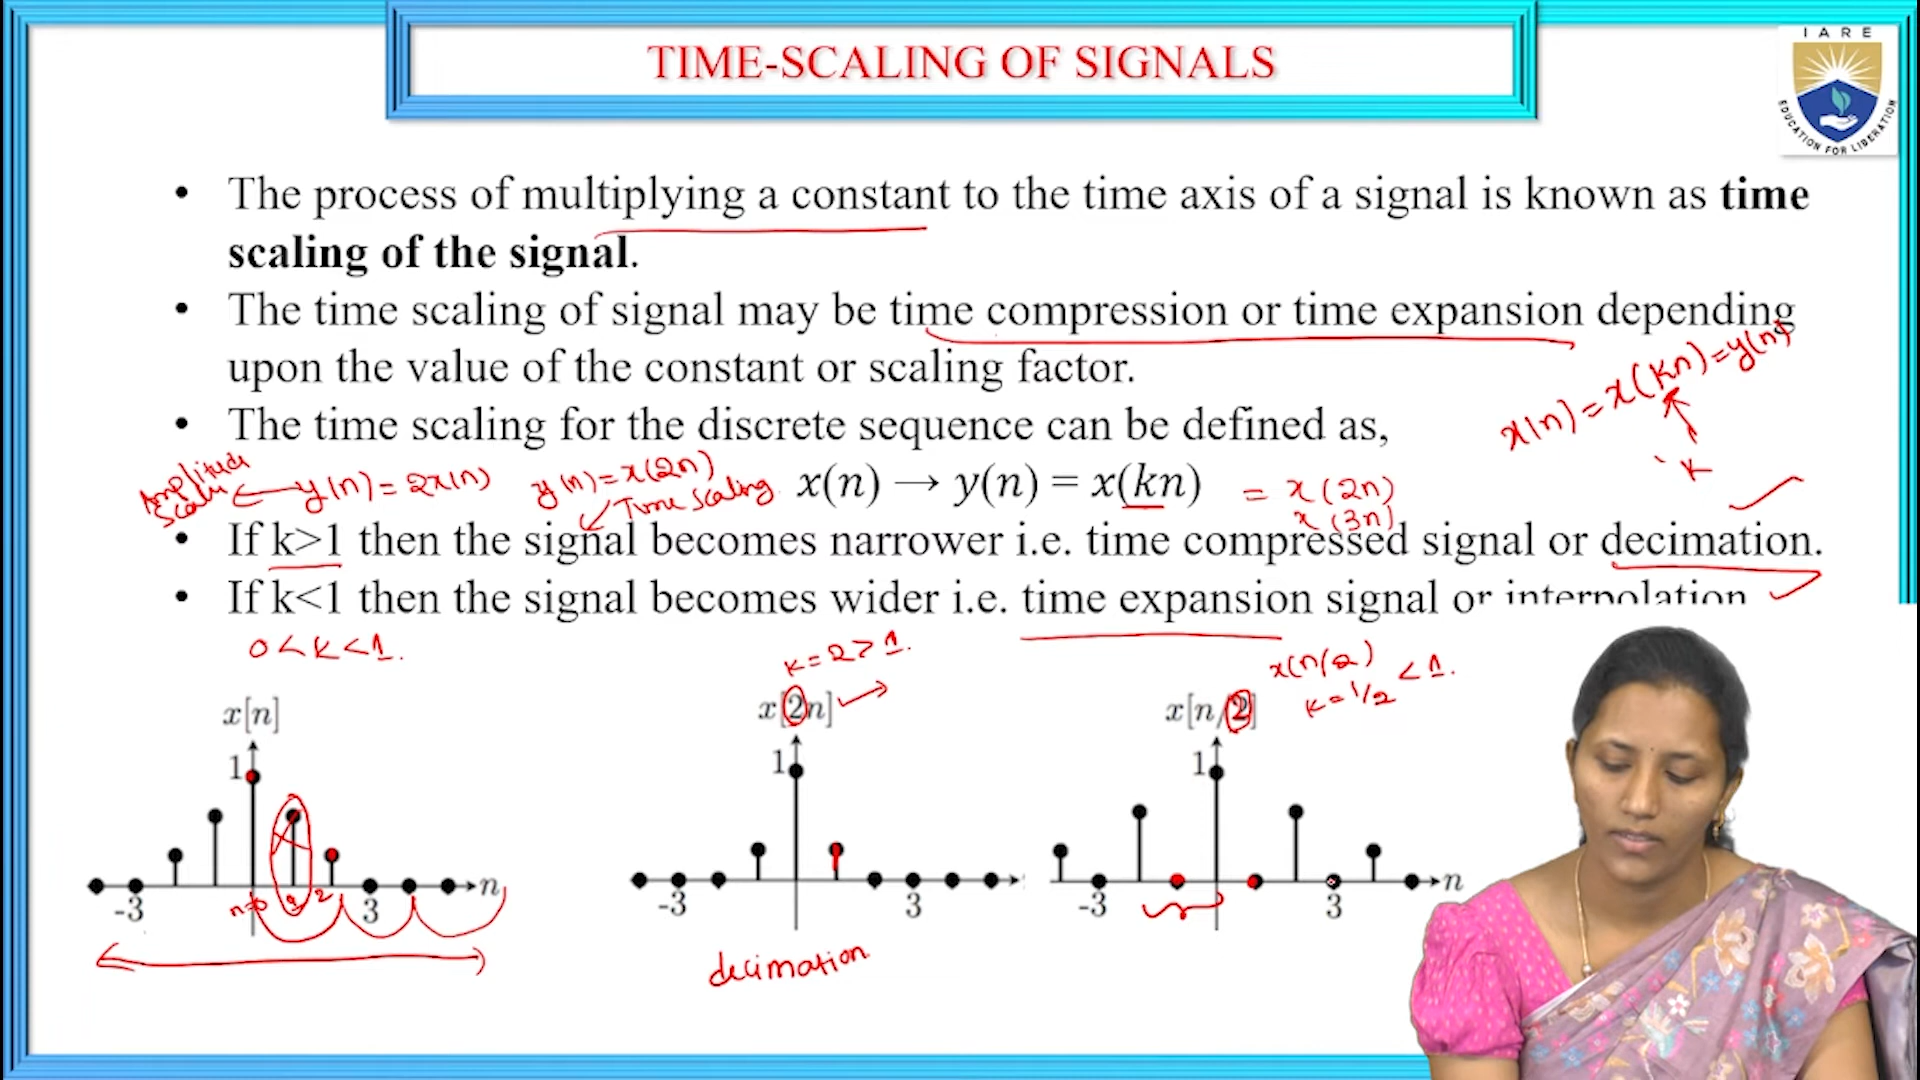 TIME-SCALING OF SIGNALS
I A R E
EDUCATION FOR LIBERATION
• The process of multiplying a constant to the time axis of a signal is known as time
scaling of the signal.
• The time scaling of signal may be time compression or time expansion depending
upon the value of the constant or scaling factor.
x(n) = x(kn) = y(n)
k
• The time scaling for the discrete sequence can be defined as,
Amplitude
Scale
y(n) = 2x(n)
y(n) = x(2n)
Time Scaling
x(n) → y(n) = x(kn)
= x(2n)
x(3n)
• If k>1 then the signal becomes narrower i.e. time compressed signal or decimation.
• If k<1 then the signal becomes wider i.e. time expansion signal or interpolation
0 < k < 1.
k = 2 > 1.
x(n/2)
k = 1/2 < 1.
x[n]
x[2n]
x[n/2]
1
1
1
n
n
-3
n=0
1
2
3
-3
3
-3
3
decimation